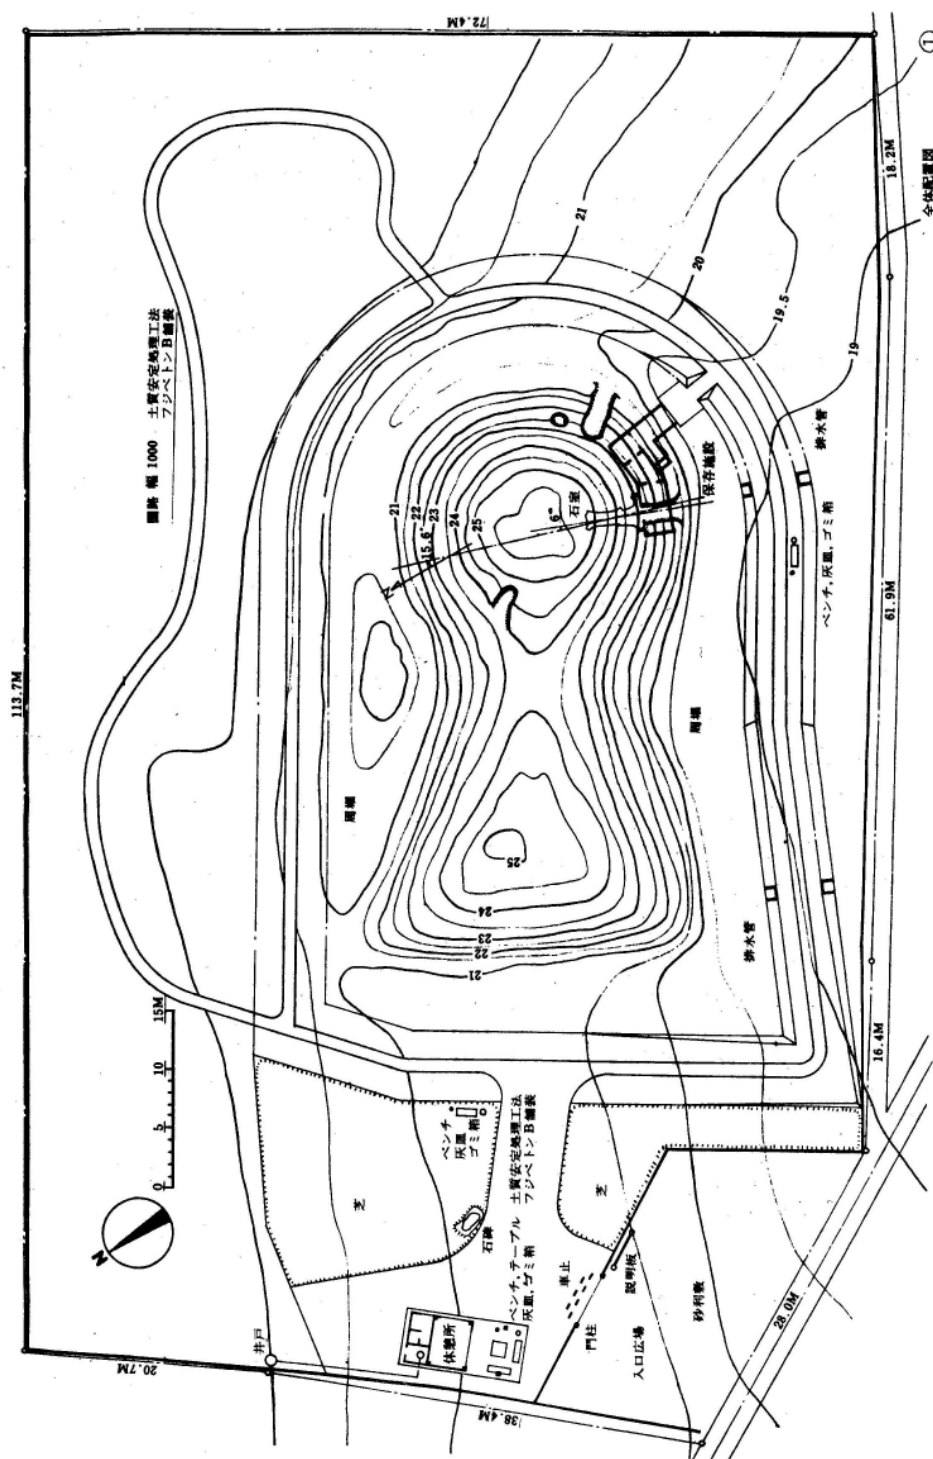 72.4M
①
18.2M
全体配置図
21
20
19.5
19
園路 幅 1000 土質安定処理工法
フジベトンB舗装
113.7M
21
22
23
24
25
15.6°
N
6°
石室
保存施設
排水管
ベンチ，灰皿，ゴミ箱
61.9M
周堀
周堀
25
24
23
22
21
排水管
16.4M
0
5
10
15M
N
ベンチ
灰皿
ゴミ箱
芝
石碑
土質安定処理工法
フジベトンB舗装
芝
ベンチ，テーブル
灰皿，ゴミ箱
車止
説明板
門柱
入口広場
砂利敷
28.0M
休憩所
井戸
20.7M
38.4M